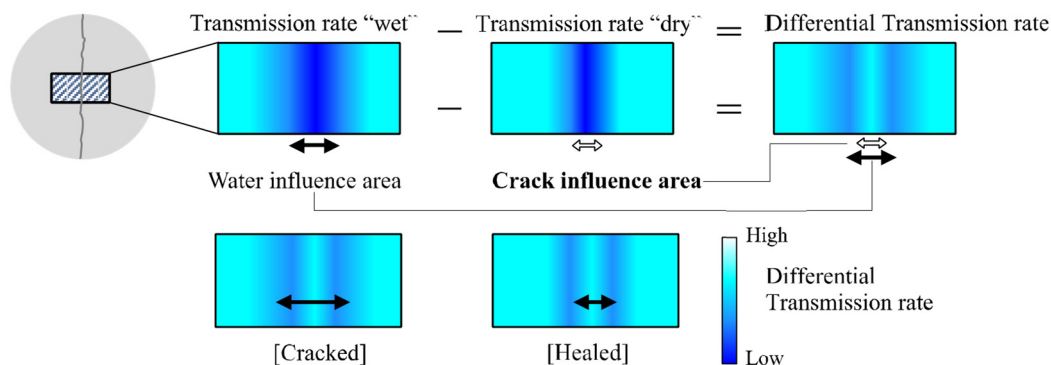 Transmission rate “wet” − Transmission rate “dry” = Differential Transmission rate
− =
Water influence area
Crack influence area
High
Differential
Transmission rate
Low
[Cracked]
[Healed]